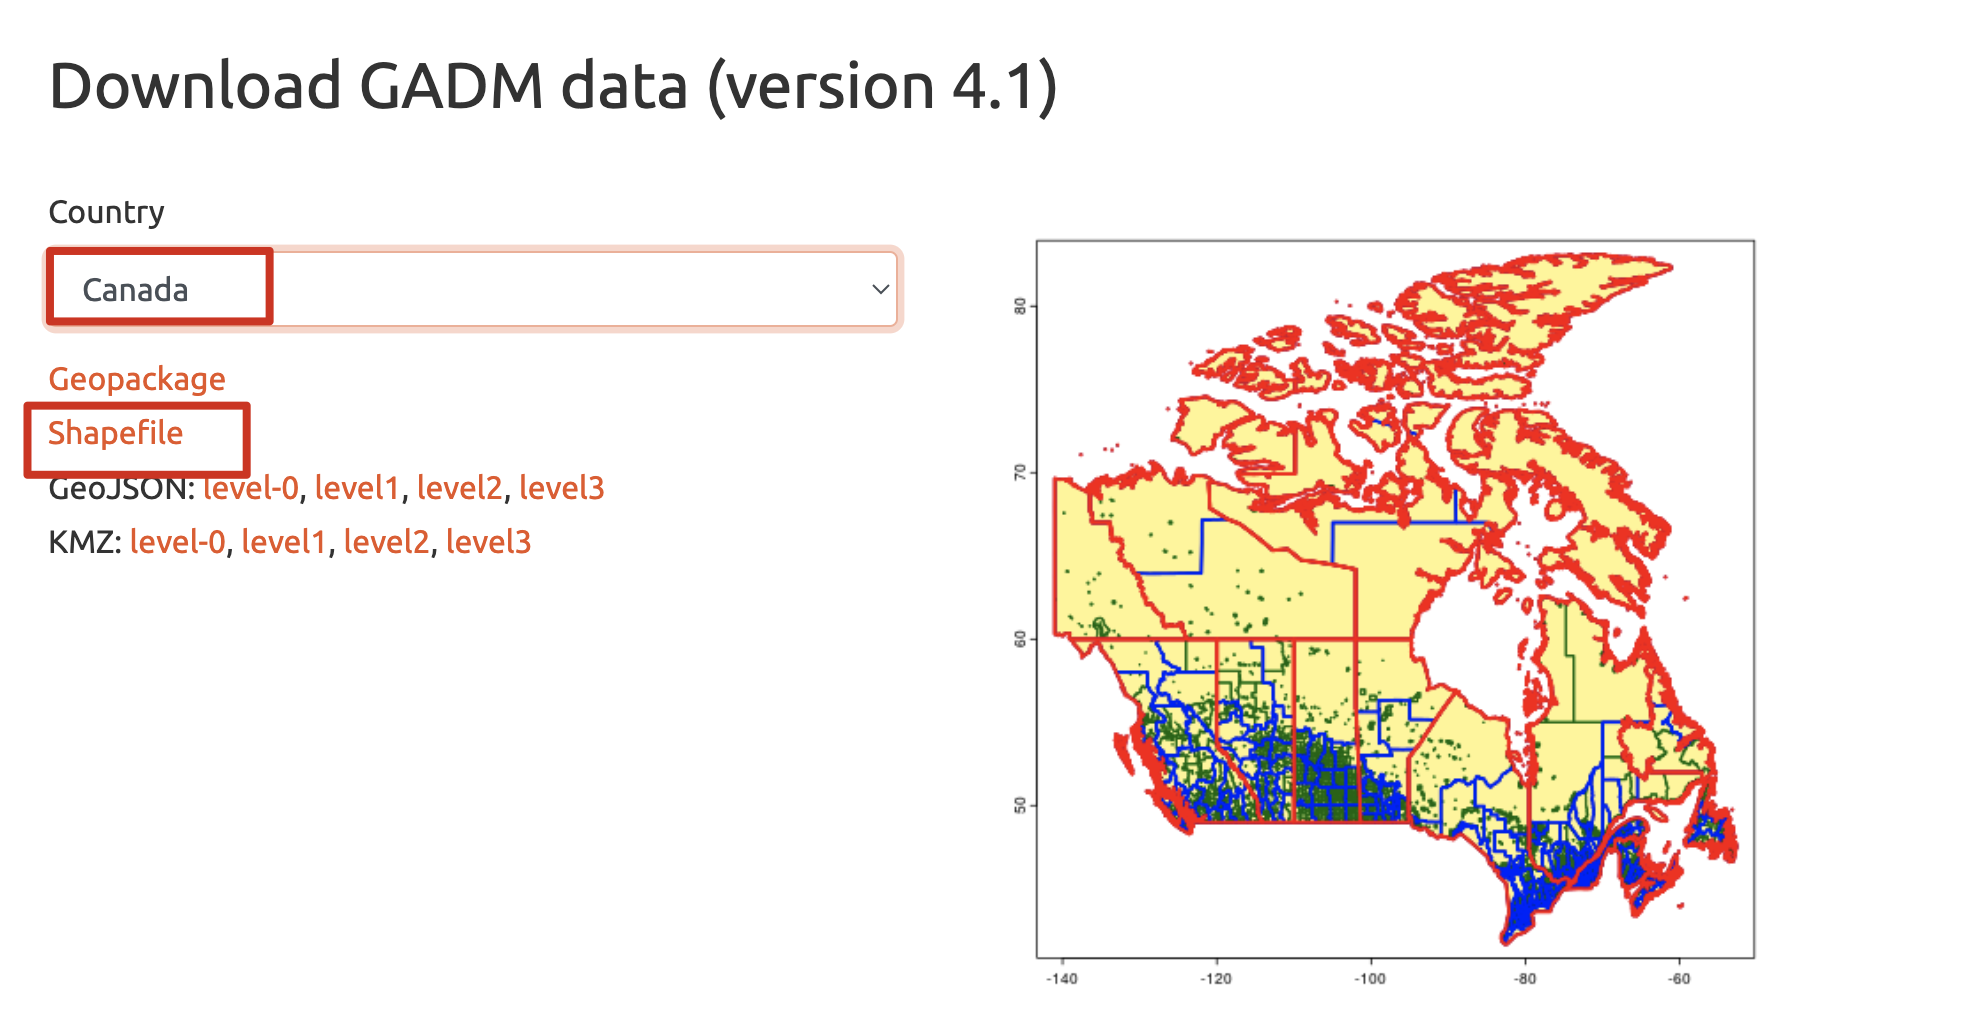 Download GADM data (version 4.1)
Country
Canada
Geopackage
Shapefile
GeoJSON: level-0, level1, level2, level3
KMZ: level-0, level1, level2, level3
80
70
60
50
-140 -120 -100 -80 -60